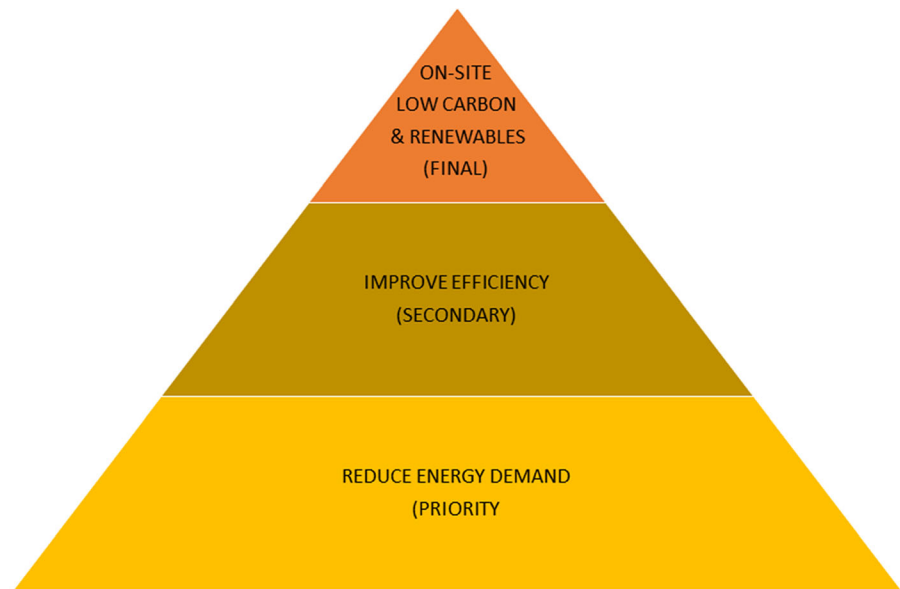 ON-SITE
LOW CARBON
& RENEWABLES
(FINAL)
IMPROVE EFFICIENCY
(SECONDARY)
REDUCE ENERGY DEMAND
(PRIORITY